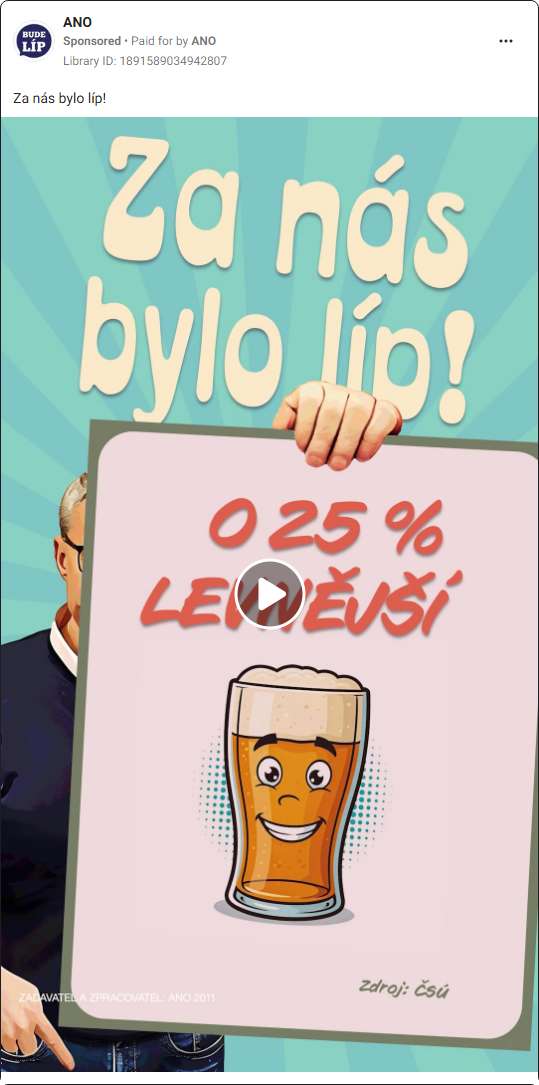 BUDE
LÍP
ANO
Sponsored • Paid for by ANO
Library ID: 1891589034942807
Za nás bylo líp!
Za nás
bylo líp!
O 25 %
LEVNĚJŠÍ
Zdroj: ČSÚ
ZADAVATEL A ZPRACOVATEL: ANO 2011